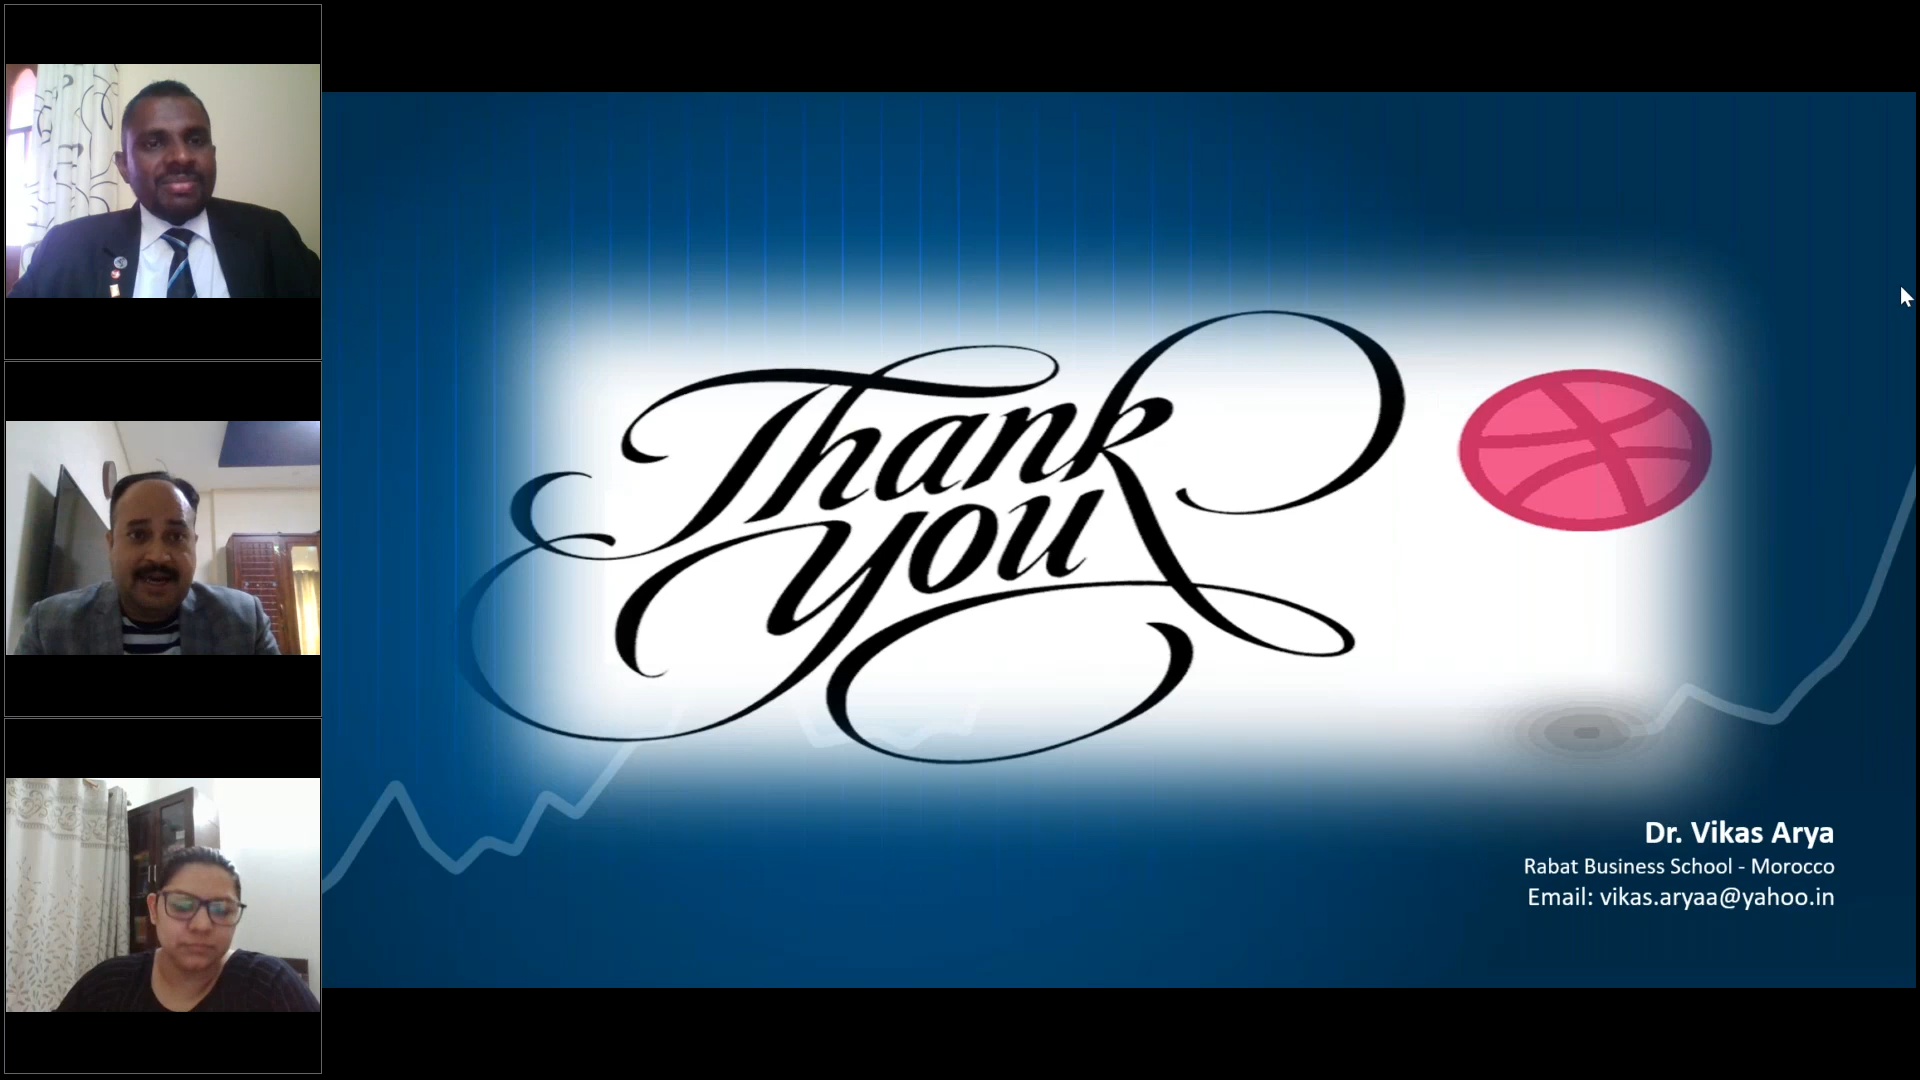 Thank
you
Dr. Vikas Arya
Rabat Business School - Morocco
Email: vikas.aryaa@yahoo.in